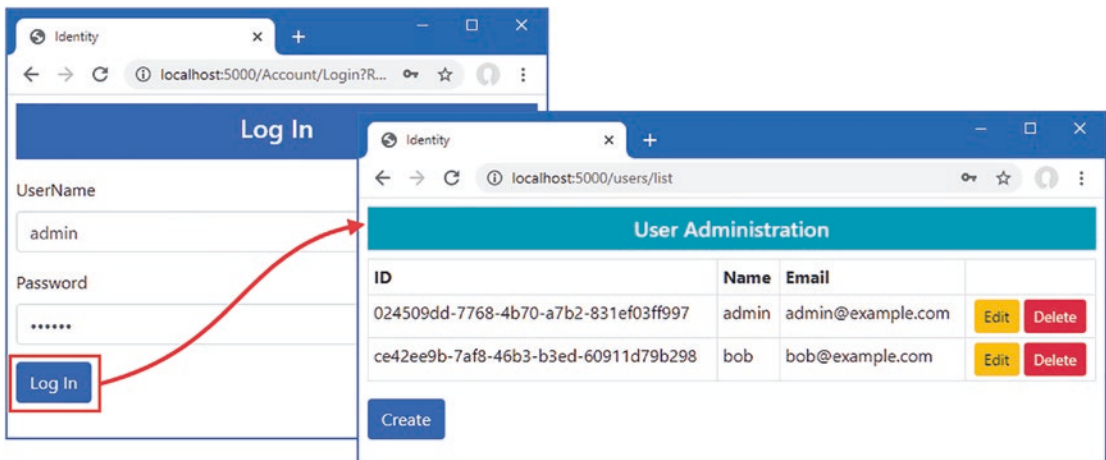 Identity
localhost:5000/Account/Login?R...
Log In
UserName
admin
Password
••••••
Log In
Identity
localhost:5000/users/list
User Administration
ID Name Email
024509dd-7768-4b70-a7b2-831ef03ff997 admin admin@example.com Edit Delete
ce42ee9b-7af8-46b3-b3ed-60911d79b298 bob bob@example.com Edit Delete
Create